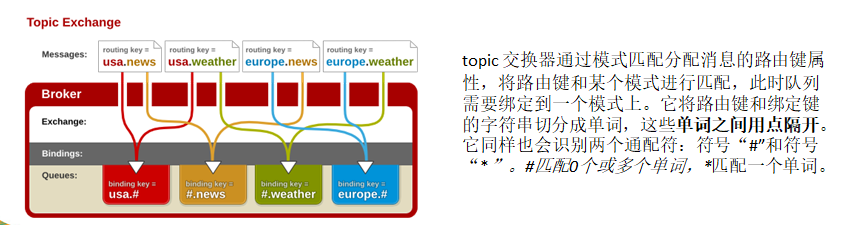 Topic Exchange
Messages:
routing key =
usa.news
routing key =
usa.weather
routing key =
europe.news
routing key =
europe.weather
Broker
Exchange:
Bindings:
Queues:
binding key =
usa.#
binding key =
#.news
binding key =
#.weather
binding key =
europe.#
topic 交换器通过模式匹配分配消息的路由键属
性，将路由键和某个模式进行匹配，此时队列
需要绑定到一个模式上。它将路由键和绑定键
的字符串切分成单词，这些单词之间用点隔开。
它同样也会识别两个通配符：符号“#”和符号
“*”。#匹配0个或多个单词，*匹配一个单词。